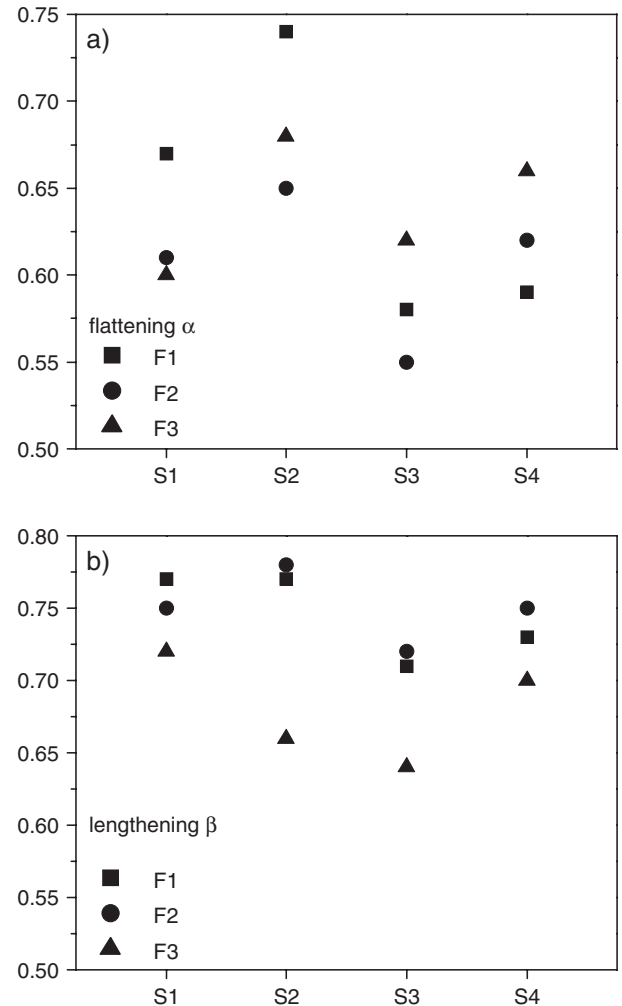 a)
0.75
0.70
0.65
0.60
0.55
0.50
flattening α
F1
F2
F3
S1 S2 S3 S4
b)
0.80
0.75
0.70
0.65
0.60
0.55
0.50
lengthening β
F1
F2
F3
S1 S2 S3 S4